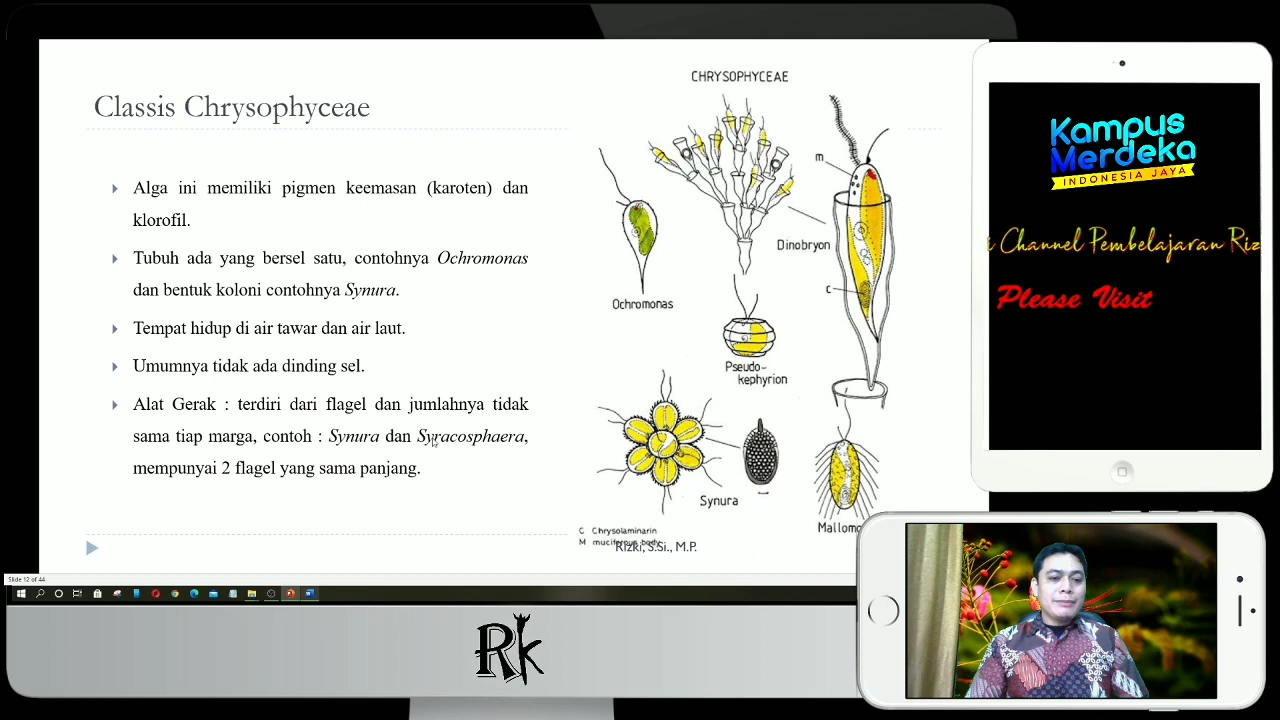 Classis Chrysophyceae
Alga ini memiliki pigmen keemasan (karoten) dan
klorofil.
Tubuh ada yang bersel satu, contohnya Ochromonas
dan bentuk koloni contohnya Synura.
Tempat hidup di air tawar dan air laut.
Umumnya tidak ada dinding sel.
Alat Gerak : terdiri dari flagel dan jumlahnya tidak
sama tiap marga, contoh : Synura dan Syracosphaera,
mempunyai 2 flagel yang sama panjang.
CHRYSOPHYCEAE
m
Dinobryon
c
Ochromonas
Pseudo-
kephyrion
Synura
Mallomo
C Chrysolaminarin
M muciferous body
Rizki, S.Si., M.P.
Slide 12 of 44
Rk
Kampus
Merdeka
INDONESIA JAYA
i Channel Pembelajaran Riz
Please Visit